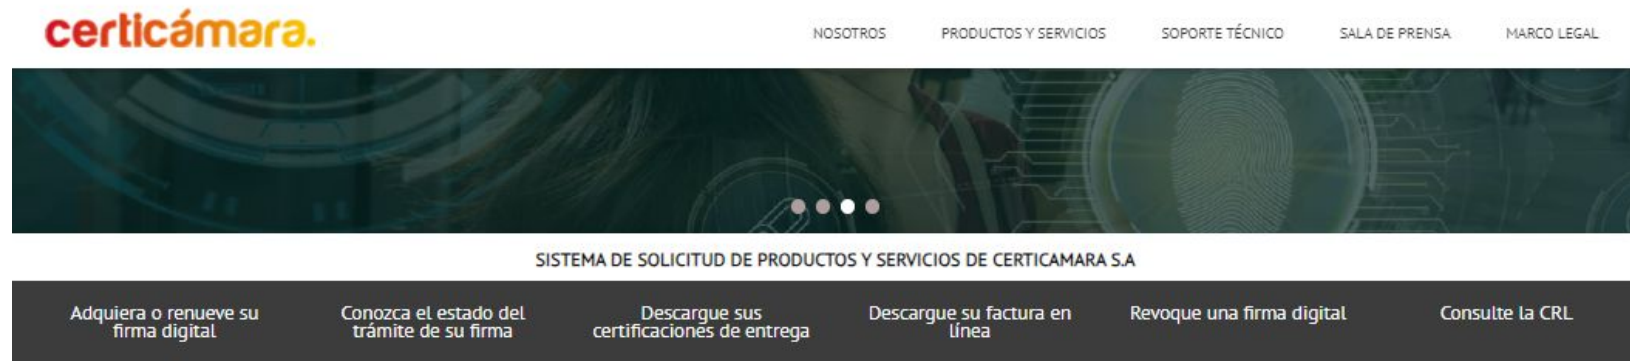 certicámara.
NOSOTROS
PRODUCTOS Y SERVICIOS
SOPORTE TÉCNICO
SALA DE PRENSA
MARCO LEGAL
SISTEMA DE SOLICITUD DE PRODUCTOS Y SERVICIOS DE CERTICAMARA S.A
Adquiera o renueve su
firma digital
Conozca el estado del
trámite de su firma
Descargue sus
certificaciones de entrega
Descargue su factura en
línea
Revoque una firma digital
Consulte la CRL